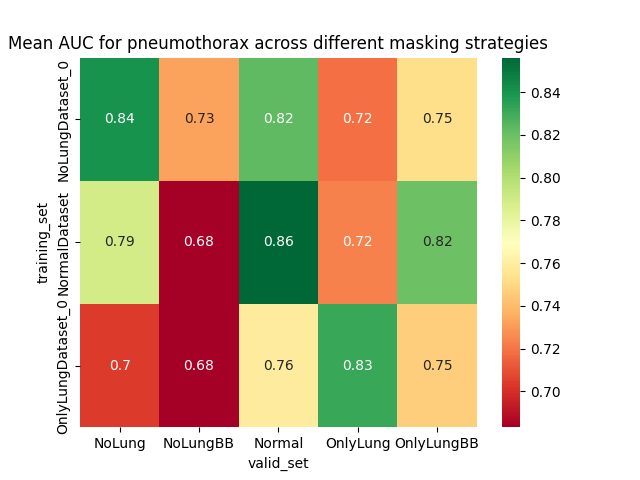 Mean AUC for pneumothorax across different masking strategies
training_set
NoLungDataset_0
NormalDataset
OnlyLungDataset_0
0.84 0.73 0.82 0.72 0.75
0.79 0.68 0.86 0.72 0.82
0.7 0.68 0.76 0.83 0.75
NoLung NoLungBB Normal OnlyLung OnlyLungBB
valid_set
0.84
0.82
0.80
0.78
0.76
0.74
0.72
0.70